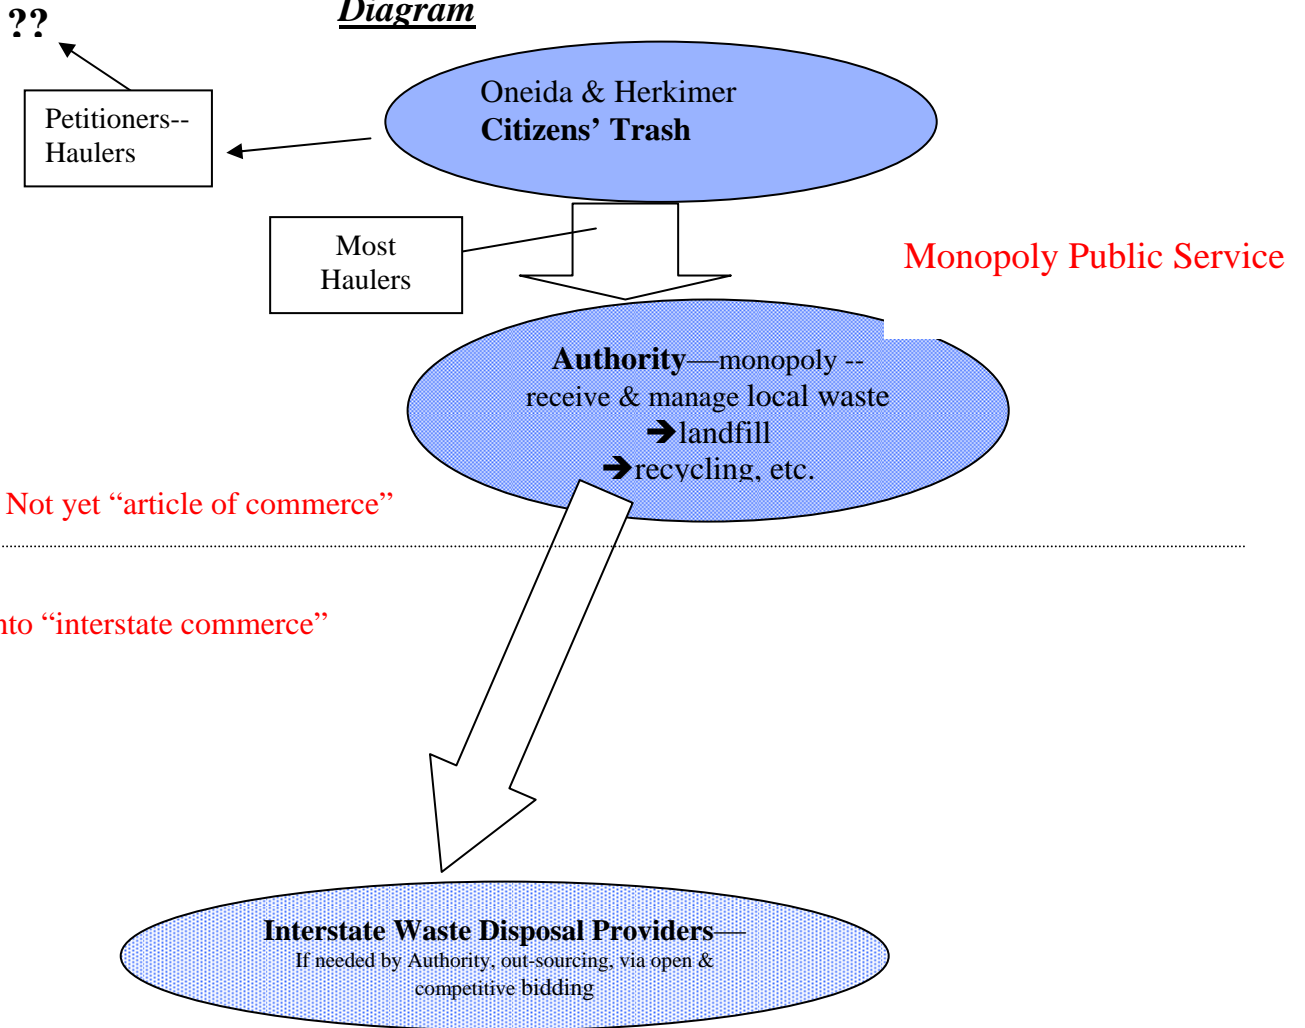 Diagram
??
Oneida & Herkimer
Citizens’ Trash
Petitioners--
Haulers
Most
Haulers
Monopoly Public Service
Authority—monopoly --
receive & manage local waste
➔landfill
➔recycling, etc.
Not yet “article of commerce”
“interstate commerce”
Interstate Waste Disposal Providers—
If needed by Authority, out-sourcing, via open &
competitive bidding